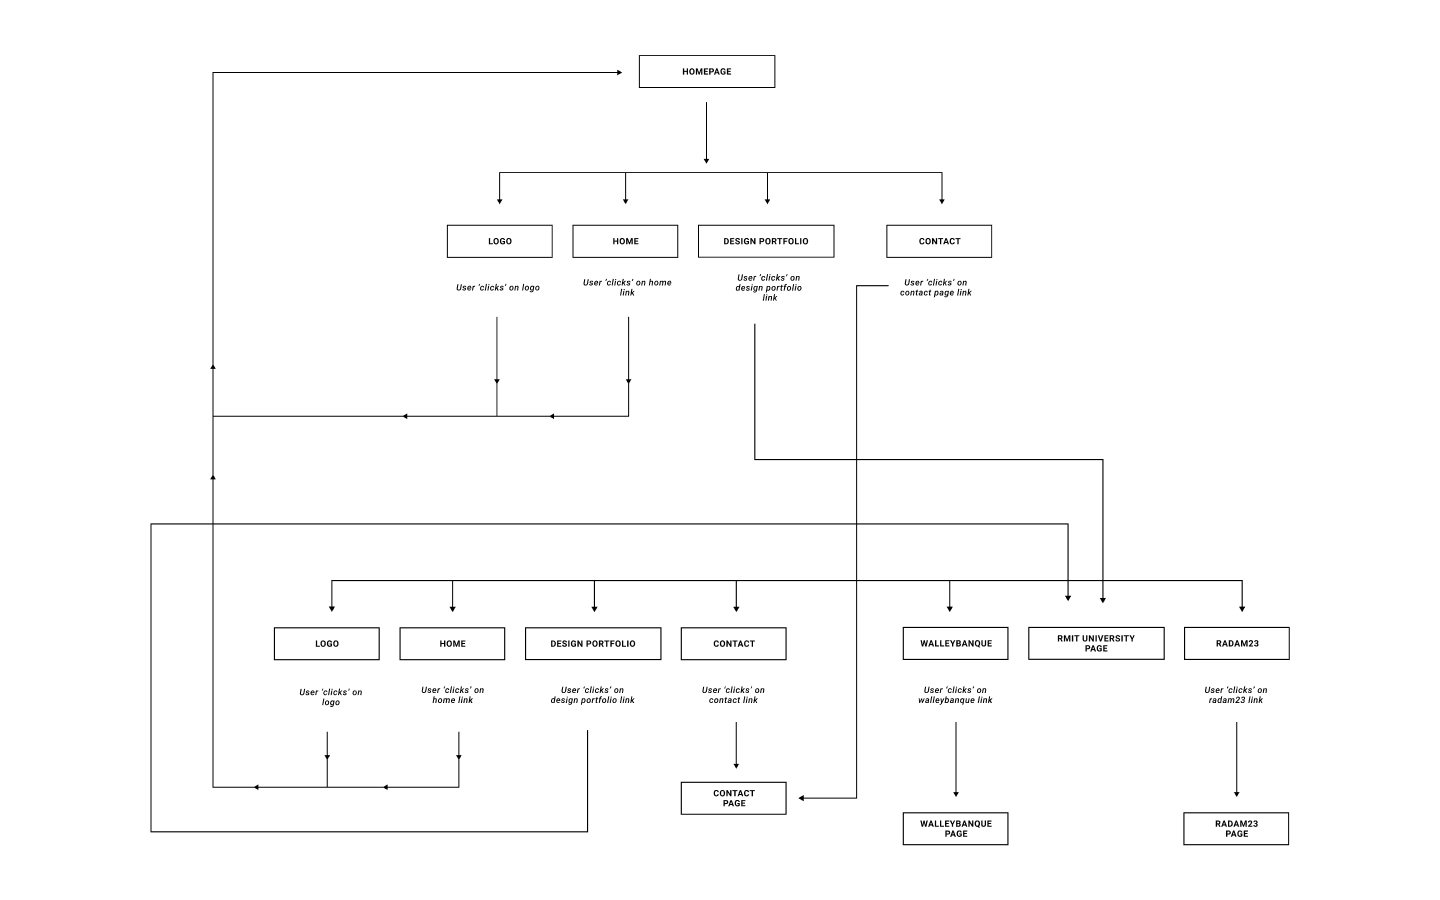 HOMEPAGE
LOGO
HOME
DESIGN PORTFOLIO
CONTACT
User 'clicks' on logo
User 'clicks' on home
link
User 'clicks' on
design portfolio
link
User 'clicks' on
contact page link
LOGO
HOME
DESIGN PORTFOLIO
CONTACT
WALLEYBANQUE
RMIT UNIVERSITY
PAGE
RADAM23
User 'clicks' on
logo
User 'clicks' on
home link
User 'clicks' on
design portfolio link
User 'clicks' on
contact link
User 'clicks' on
walleybanque link
User 'clicks' on
radam23 link
CONTACT
PAGE
WALLEYBANQUE
PAGE
RADAM23
PAGE